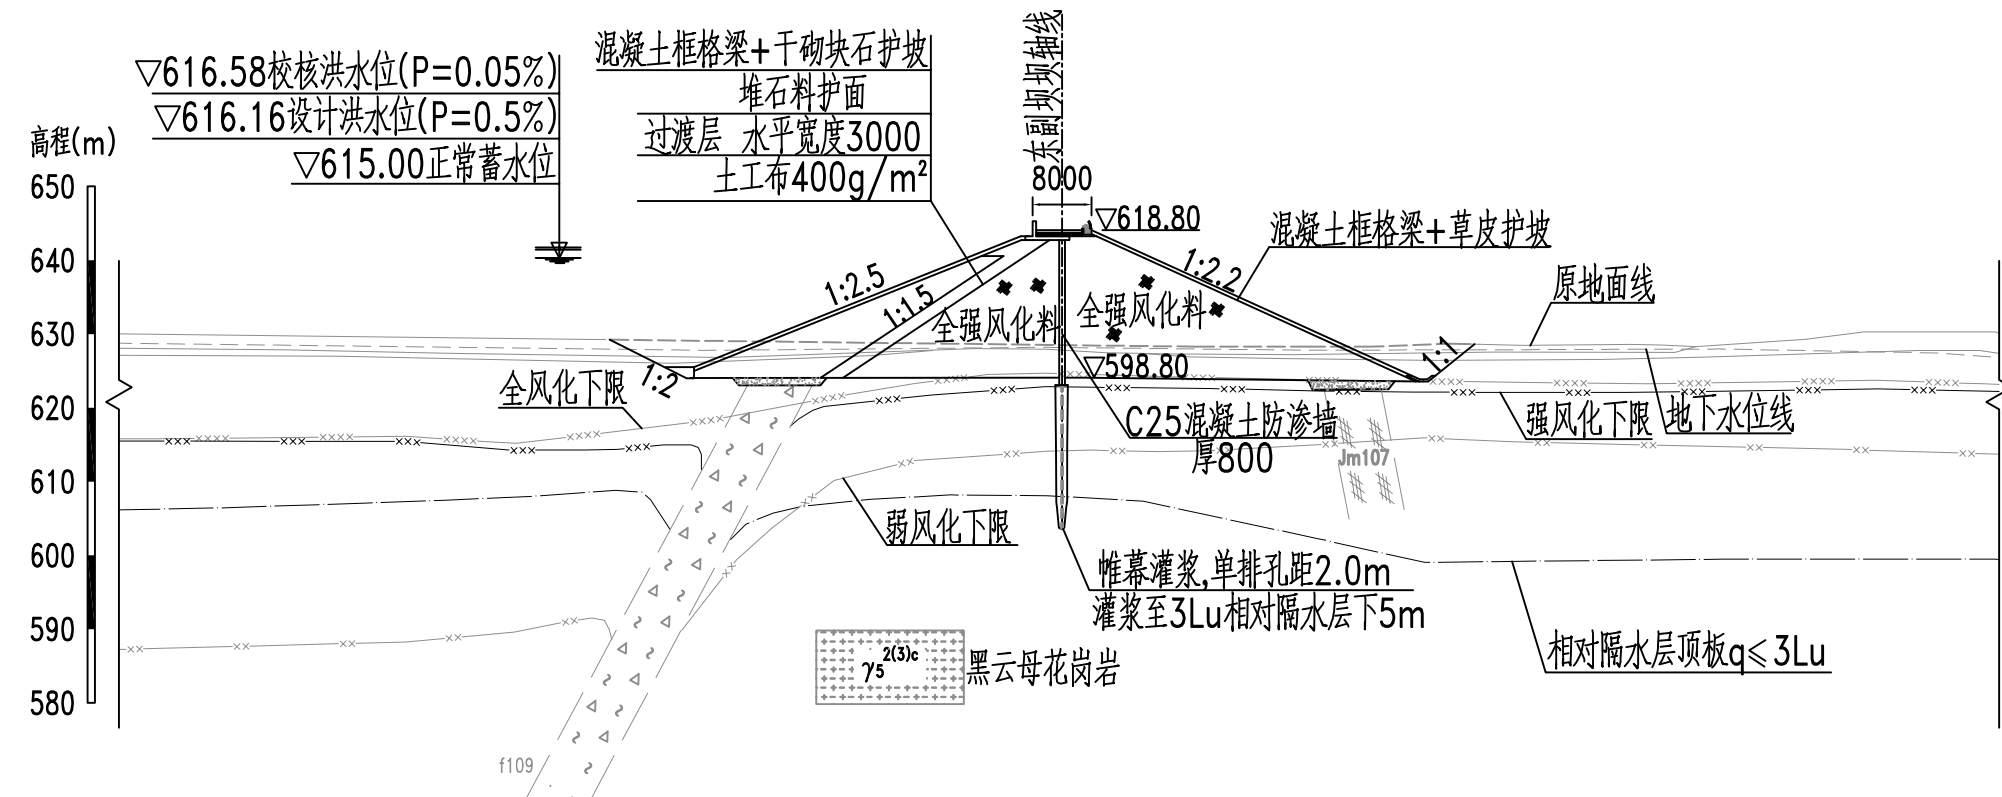 东副坝坝轴线
混凝土框格梁+干砌块石护坡
堆石料护面
过渡层 水平宽度3000
土工布400g/m²
▽616.58校核洪水位(P=0.05%)
▽616.16设计洪水位(P=0.5%)
▽615.00正常蓄水位
高程(m)
650
640
630
620
610
600
590
580
8000
▽618.80
混凝土框格梁+草皮护坡
1:2.5
1:1.5
1:2.2
原地面线
全强风化料
全强风化料
1:2
1:1
▽598.80
全风化下限
C25混凝土防渗墙
厚800
强风化下限
地下水位线
Jm107
弱风化下限
帷幕灌浆,单排孔距2.0m
灌浆至3Lu相对隔水层下5m
相对隔水层顶板q≤3Lu
γ5 2(3)c
黑云母花岗岩
f109